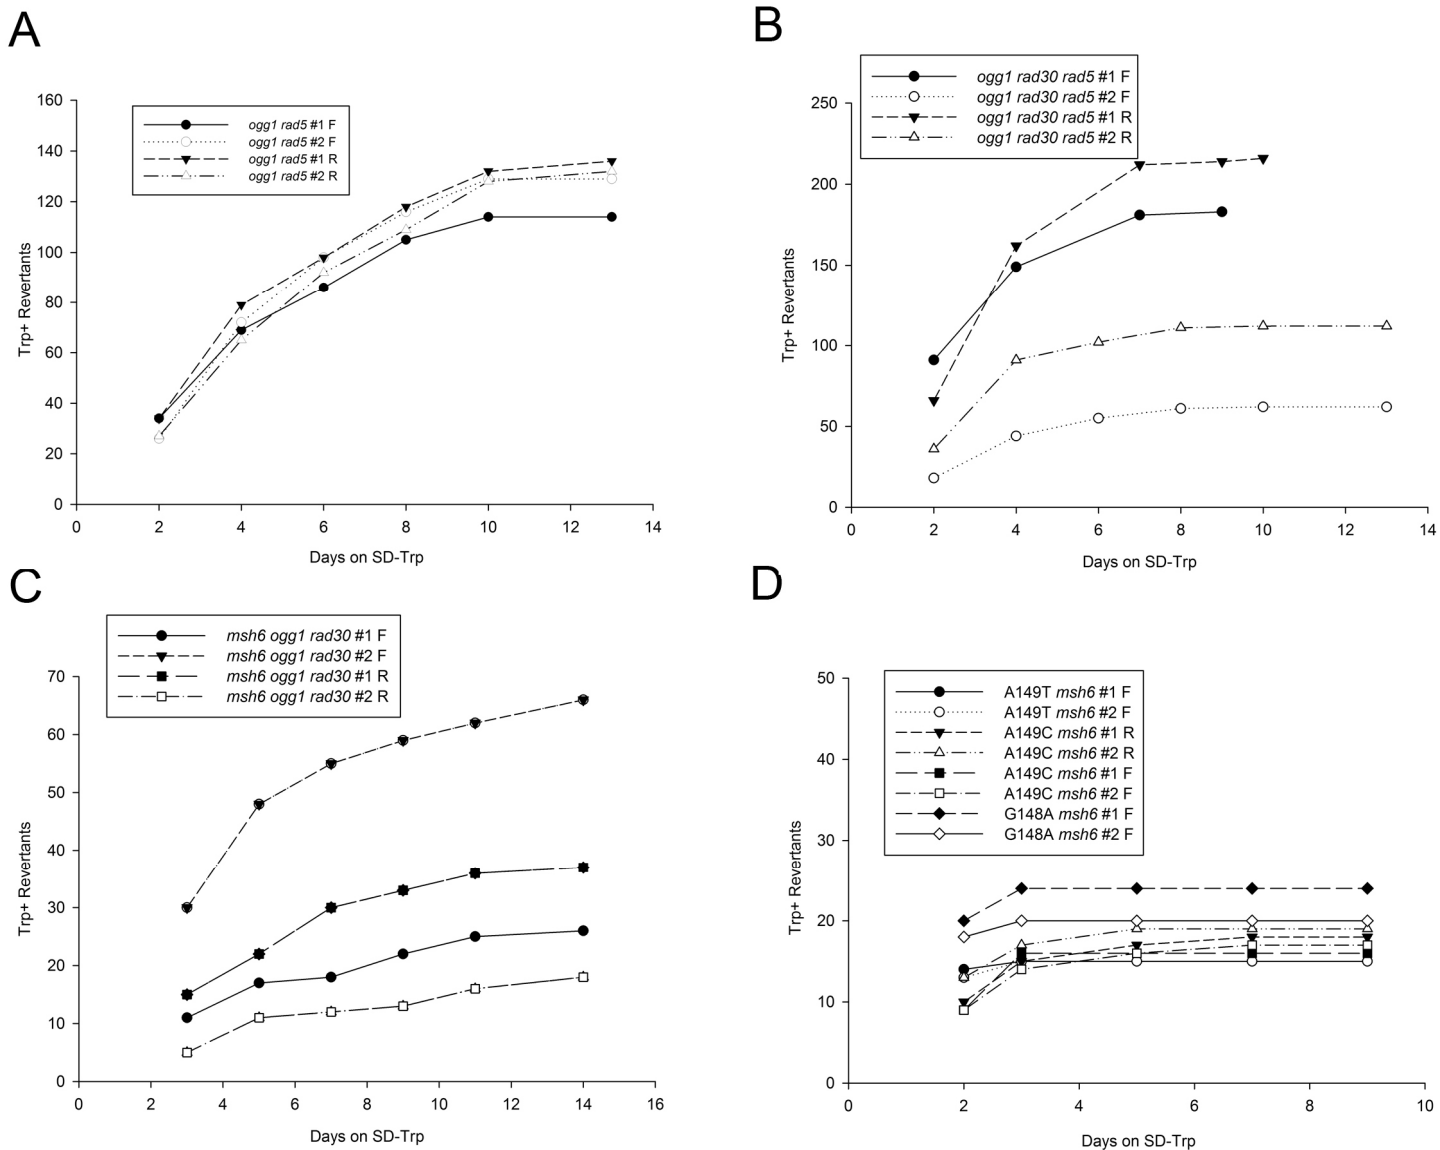 A
160
140
120
100
80
60
40
20
0
Trp+ Revertants
ogg1 rad5 #1 F
ogg1 rad5 #2 F
ogg1 rad5 #1 R
ogg1 rad5 #2 R
0 2 4 6 8 10 12 14
Days on SD-Trp
B
250
200
150
100
50
0
Trp+ Revertants
ogg1 rad30 rad5 #1 F
ogg1 rad30 rad5 #2 F
ogg1 rad30 rad5 #1 R
ogg1 rad30 rad5 #2 R
0 2 4 6 8 10 12 14
Days on SD-Trp
C
70
60
50
40
30
20
10
0
Trp+ Revertants
msh6 ogg1 rad30 #1 F
msh6 ogg1 rad30 #2 F
msh6 ogg1 rad30 #1 R
msh6 ogg1 rad30 #2 R
0 2 4 6 8 10 12 14 16
Days on SD-Trp
D
50
40
30
20
10
0
Trp+ Revertants
A149T msh6 #1 F
A149T msh6 #2 F
A149C msh6 #1 R
A149C msh6 #2 R
A149C msh6 #1 F
A149C msh6 #2 F
G148A msh6 #1 F
G148A msh6 #2 F
0 2 4 6 8 10
Days on SD-Trp